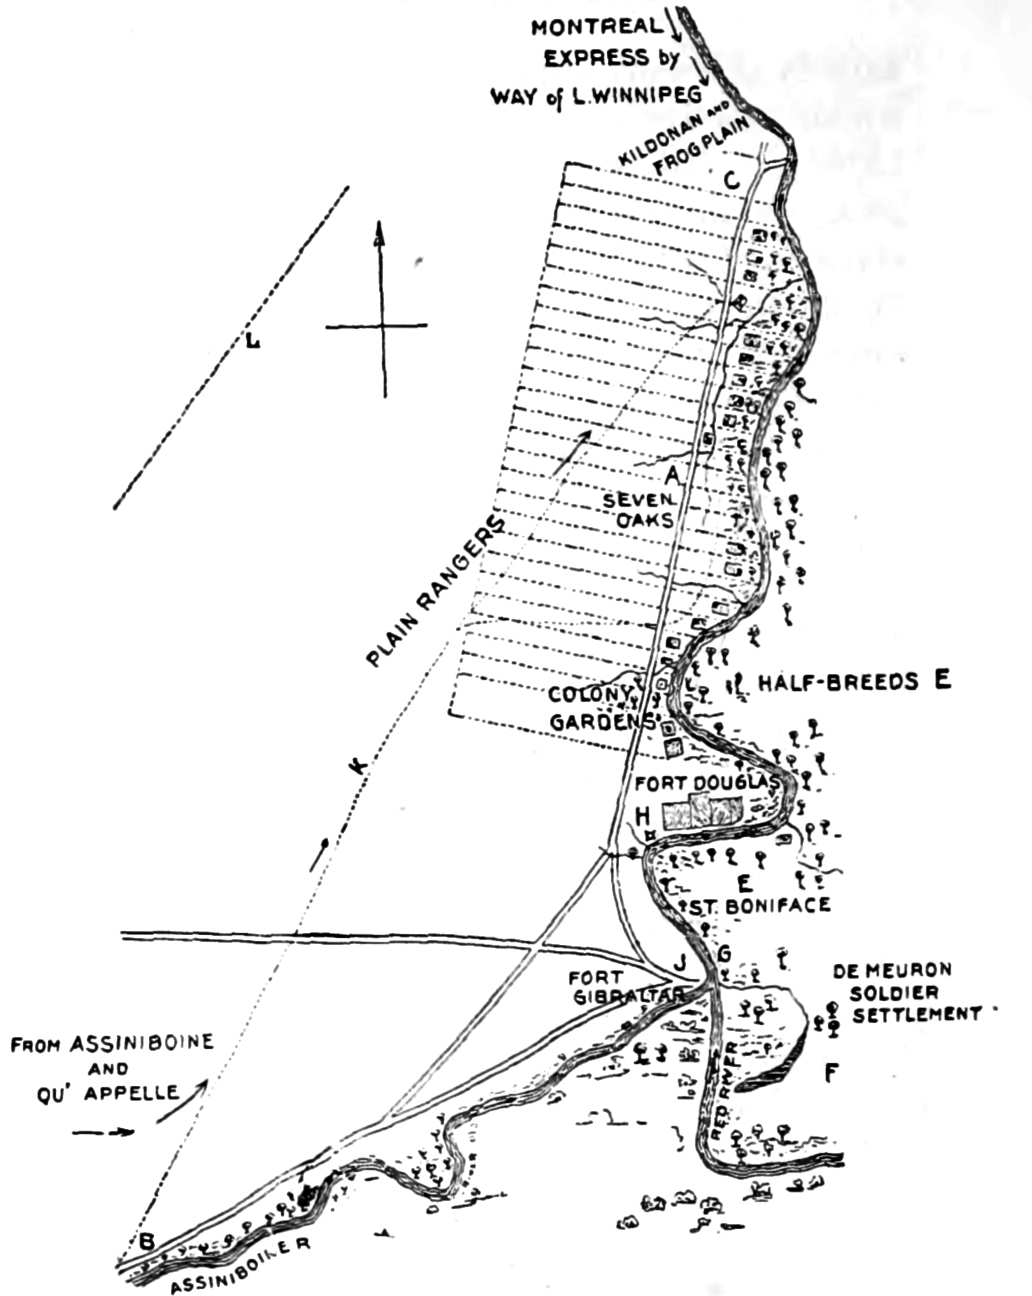 MONTREAL
EXPRESS by
WAY of L. WINNIPEG
KILDONAN AND
FROG PLAIN
C
L
A
SEVEN
OAKS
PLAIN RANGERS
HALF-BREEDS E
COLONY
GARDENS
K
FORT DOUGLAS
H
E
ST. BONIFACE
J
G
FORT
GIBRALTAR
DE MEURON
SOLDIER
SETTLEMENT
F
RED RIVER
FROM ASSINIBOINE
AND
QU' APPELLE
B
ASSINIBOINE R